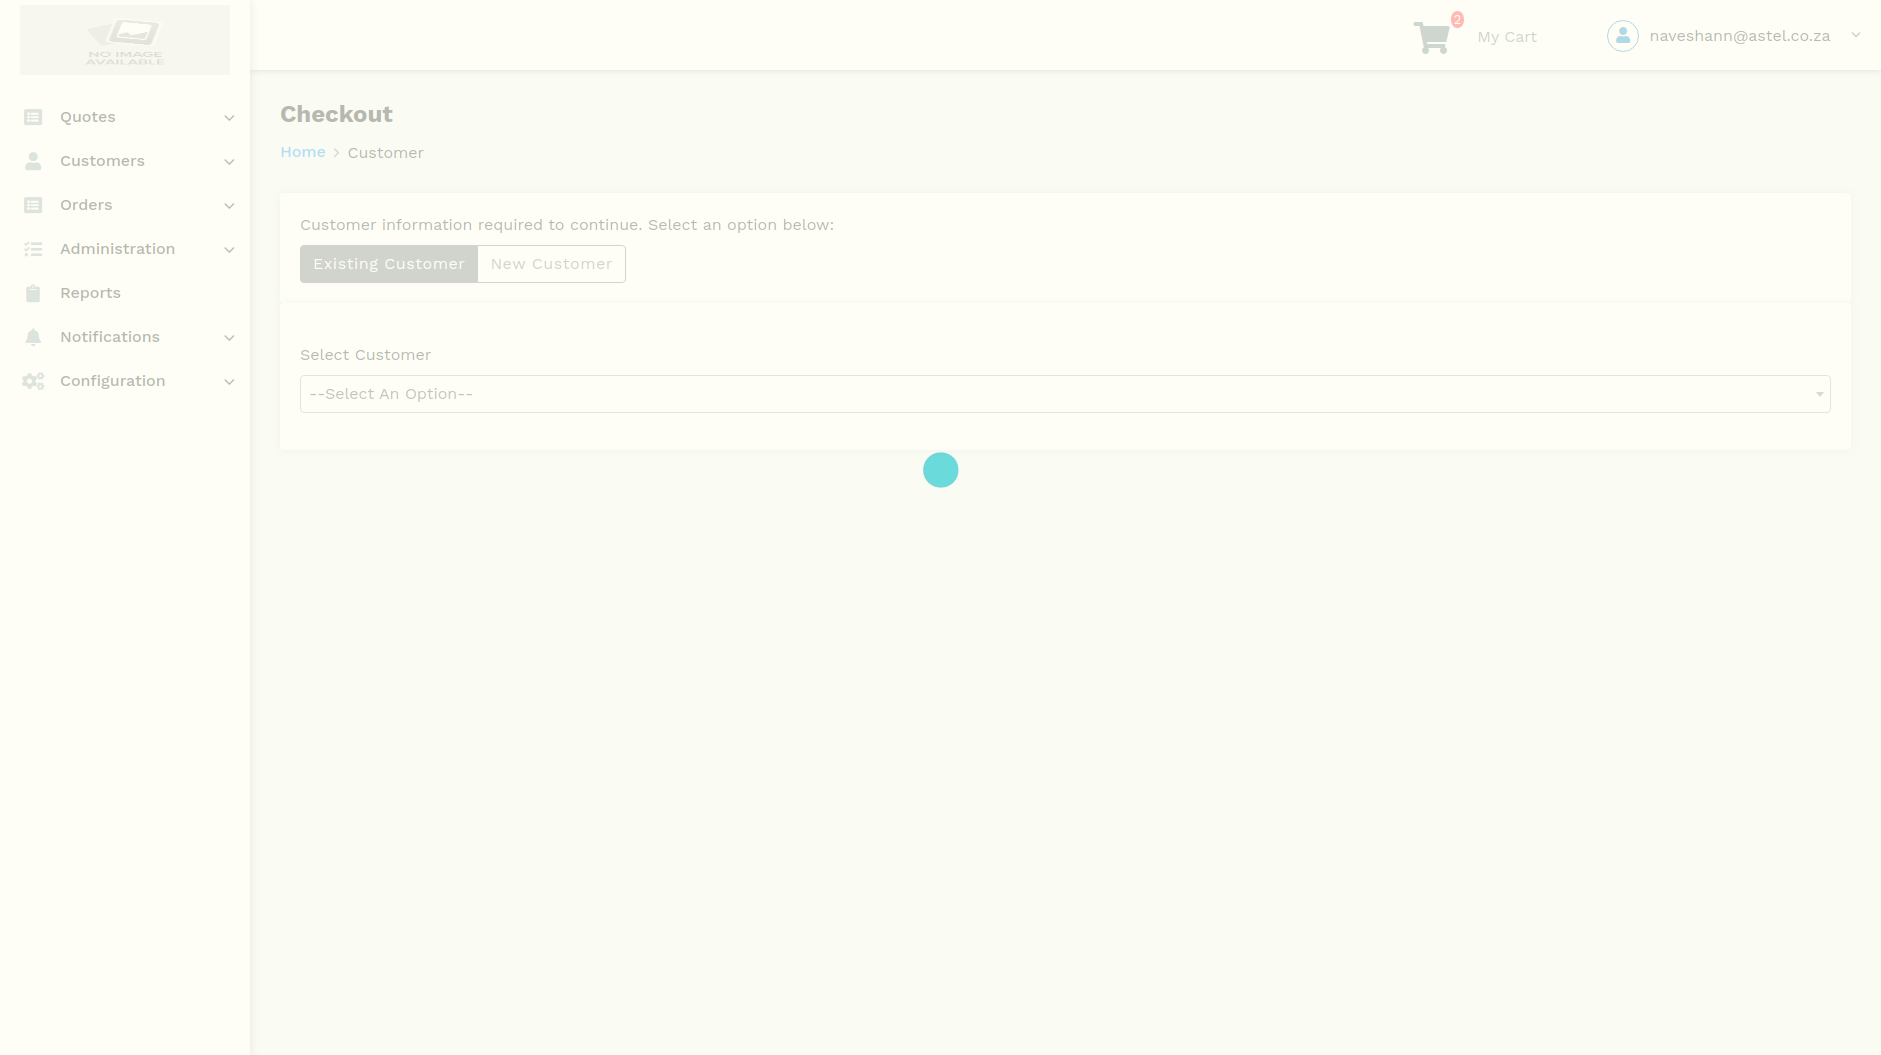 NO IMAGE
AVAILABLE
2
My Cart
naveshann@astel.co.za
Quotes
Customers
Orders
Administration
Reports
Notifications
Configuration
Checkout
Home
Customer
Customer information required to continue. Select an option below:
Existing Customer
New Customer
Select Customer
--Select An Option--